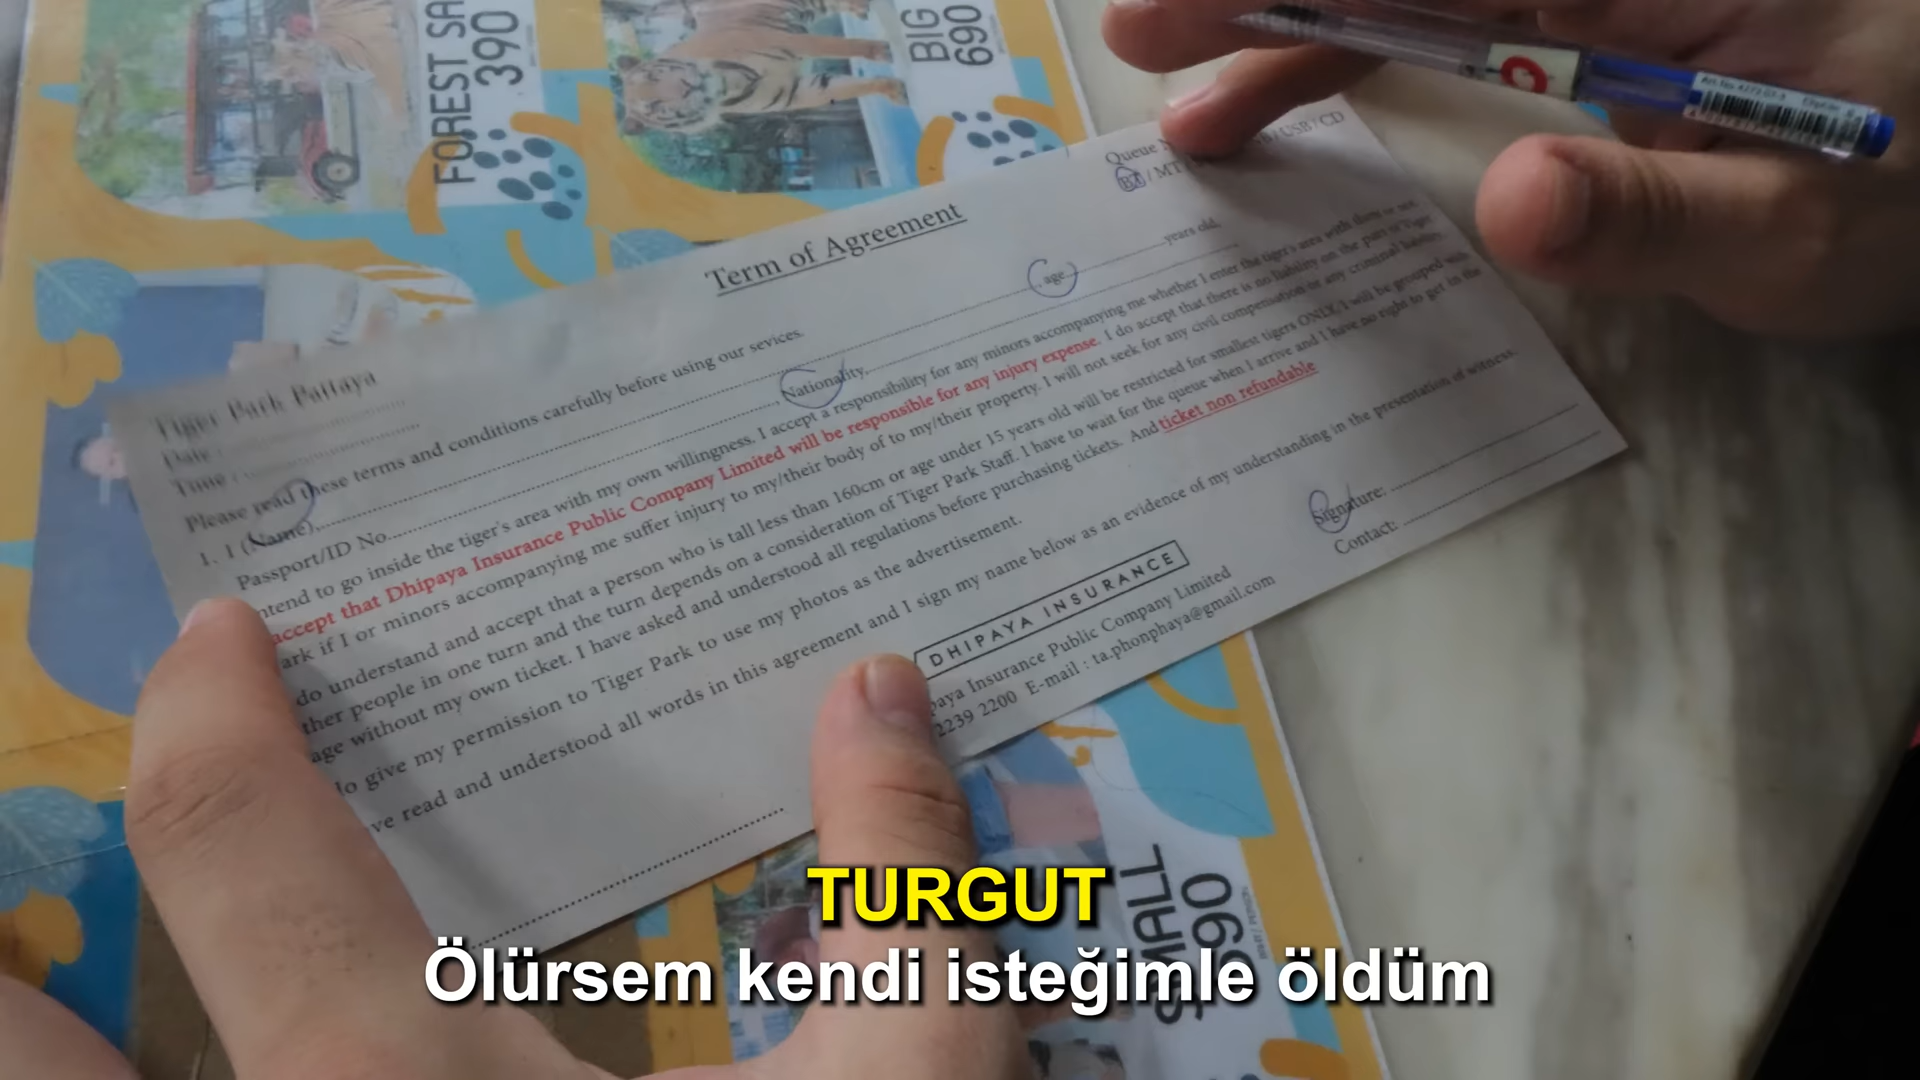 FOREST SA
390
BIG
690
Queue
BT / MT / USB / CD
Term of Agreement
Tiger Park Pattaya
Date :
Time :
Please read these terms and conditions carefully before using our sevices.
1. I (Name) , age years old,
Passport/ID No. , Nationality
ntend to go inside the tiger's area with my own willingness. I accept a responsibility for any minors accompanying me whether I enter the tiger's area with them or not.
accept that Dhipaya Insurance Public Company Limited will be responsible for any injury expense. I do accept that there is no liability on the part of Tiger
ark if I or minors accompanying me suffer injury to my/their body of to my/their property. I will not seek for any civil compensation or any criminal liability.
do understand and accept that a person who is tall less than 160cm or age under 15 years old will be restricted for smallest tigers ONLY. I will be grouped
ther people in one turn and the turn depends on a consideration of Tiger Park Staff. I have to wait for the queue when I arrive and I have no right to get in the
age without my own ticket. I have asked and understood all regulations before purchasing tickets. And ticket non refundable
do give my permission to Tiger Park to use my photos as the advertisement.
ve read and understood all words in this agreement and I sign my name below as an evidence of my understanding in the presentation of witness.
Signature:
Contact:
DHIPAYA INSURANCE
paya Insurance Public Company Limited
2239 2200 E-mail : ta.phonphaya@gmail.com
SMALL
990
TURGUT
Ölürsem kendi isteğimle öldüm